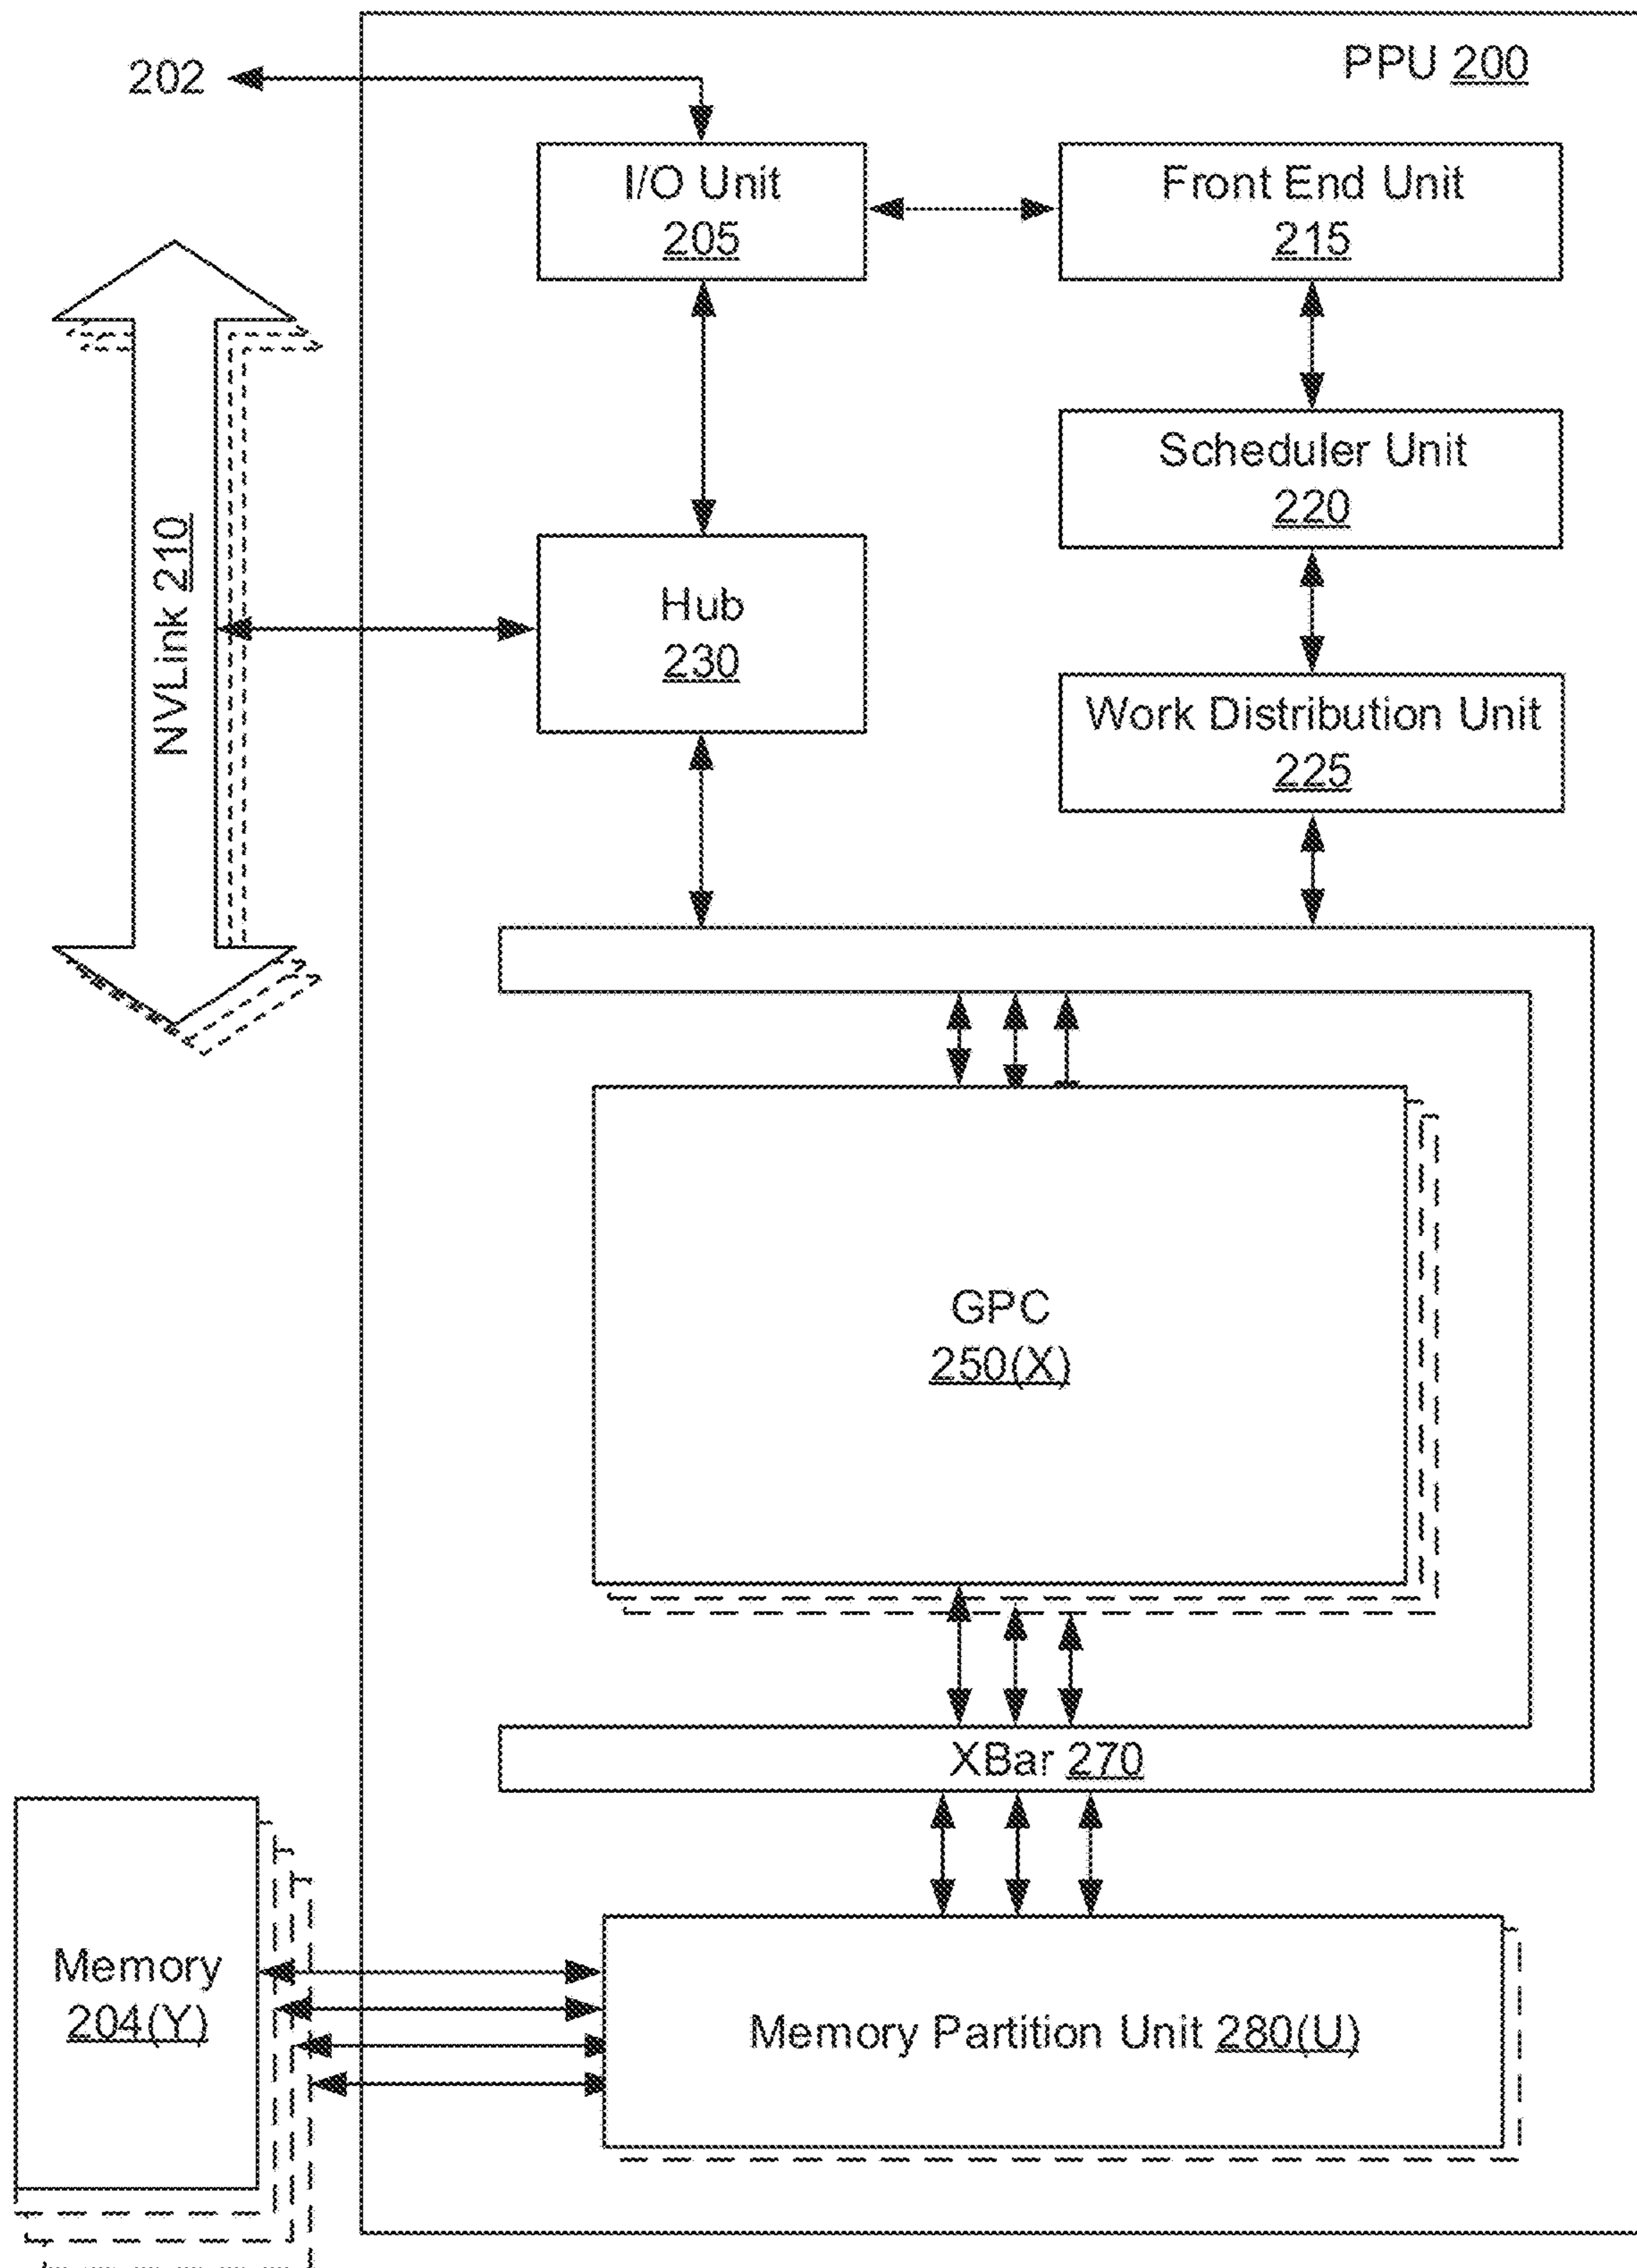 PPU 200
202
I/O Unit
205
Front End Unit
215
Scheduler Unit
220
NVLink 210
Hub
230
Work Distribution Unit
225
GPC
250(X)
XBar 270
Memory
204(Y)
Memory Partition Unit 280(U)